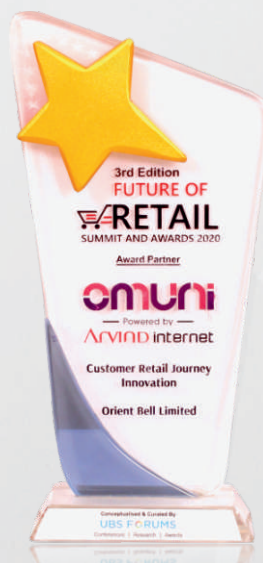 3rd Edition
FUTURE OF
RETAIL
SUMMIT AND AWARDS 2020
Award Partner
omuni
Powered by
ARVIND internet
Customer Retail Journey
Innovation
Orient Bell Limited
Conceptualised & Curated By
UBS FORUMS
Conferences | Research | Awards